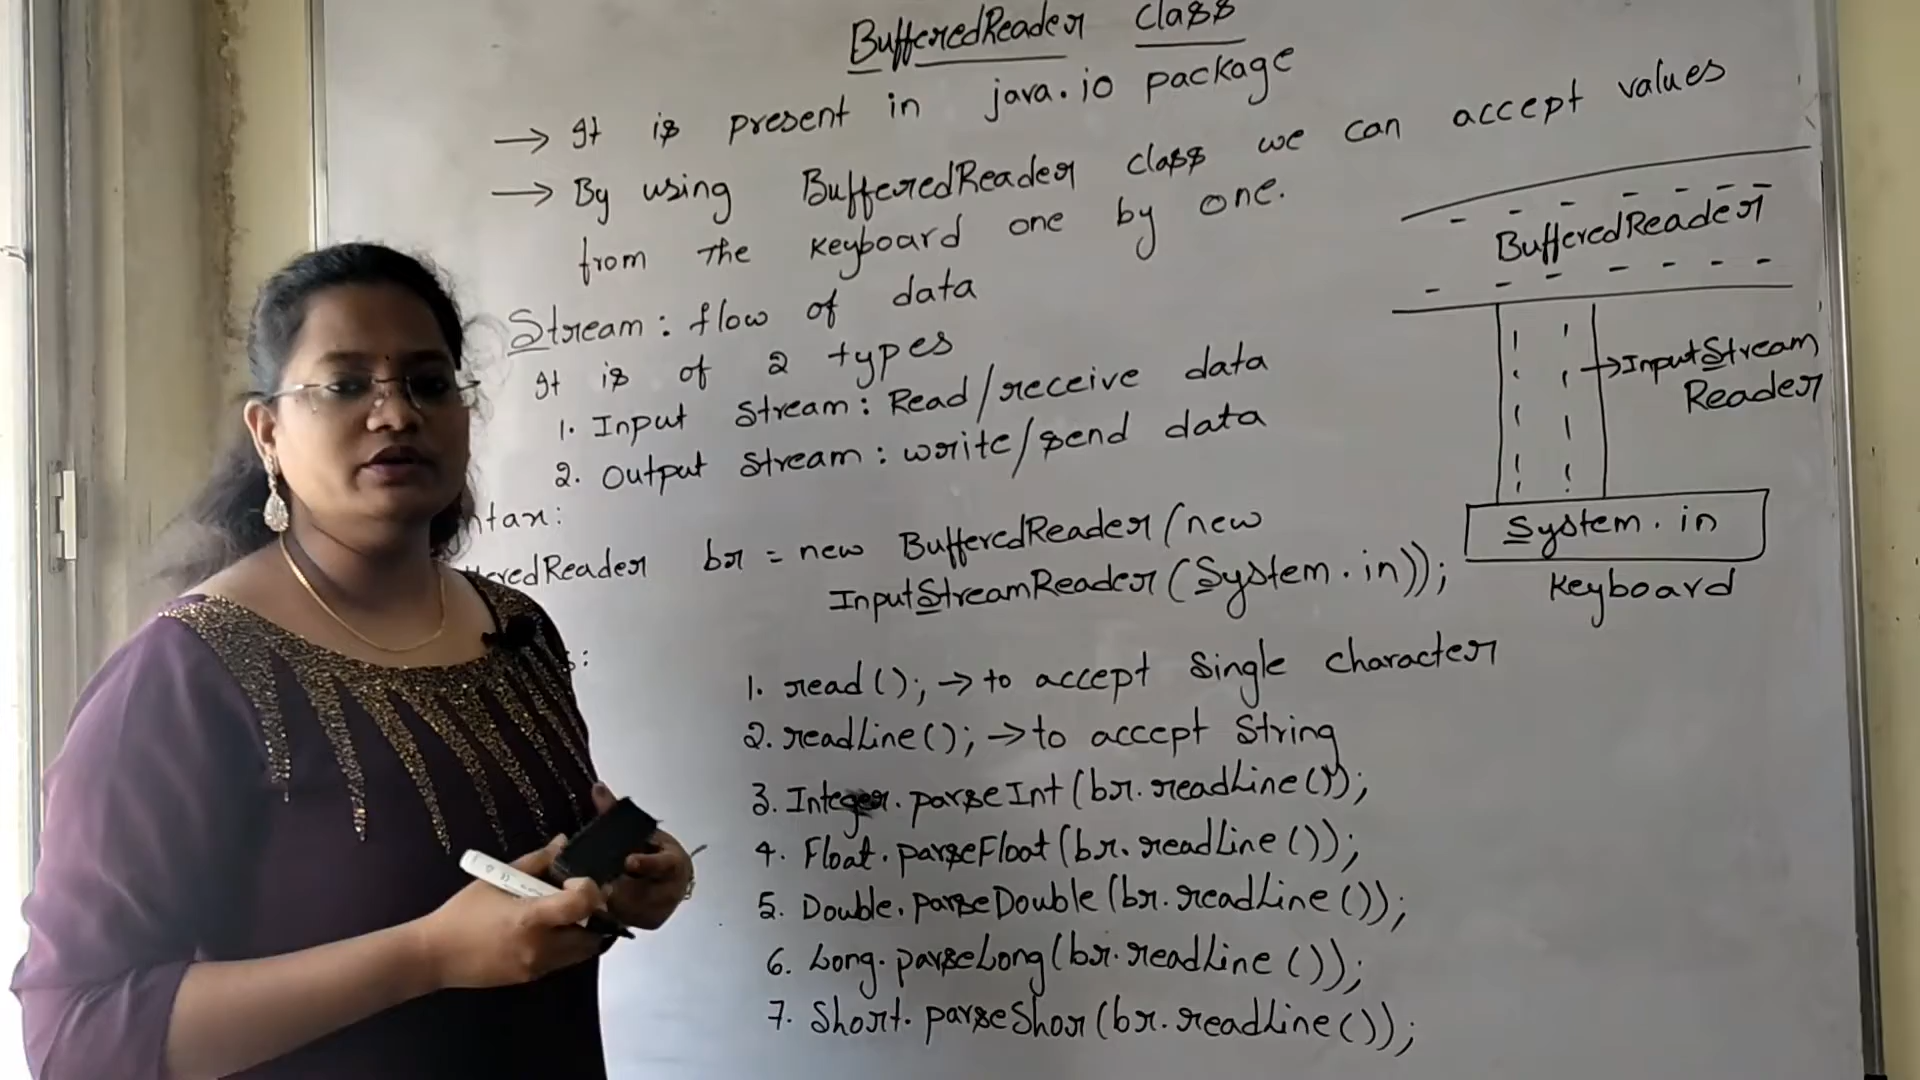 BufferedReader Class
→ It is present in java.io package
→ By using BufferedReader class we can accept values
from The Keyboard one by one.
Stream: flow of data
It is of 2 types
1. Input Stream: Read/receive data
2. Output Stream: write/send data
ntax:
feredReader br = new BufferedReader(new
InputStreamReader(System.in));
s:
1. read(); → to accept Single character
2. readLine(); → to accept String
3. Integer.parseInt(br.readLine());
4. Float.parseFloat(br.readLine());
5. Double.parseDouble(br.readLine());
6. Long.parseLong(br.readLine());
7. Short.parseShor(br.readLine());
BufferedReader
→InputStream
Reader
System.in
Keyboard